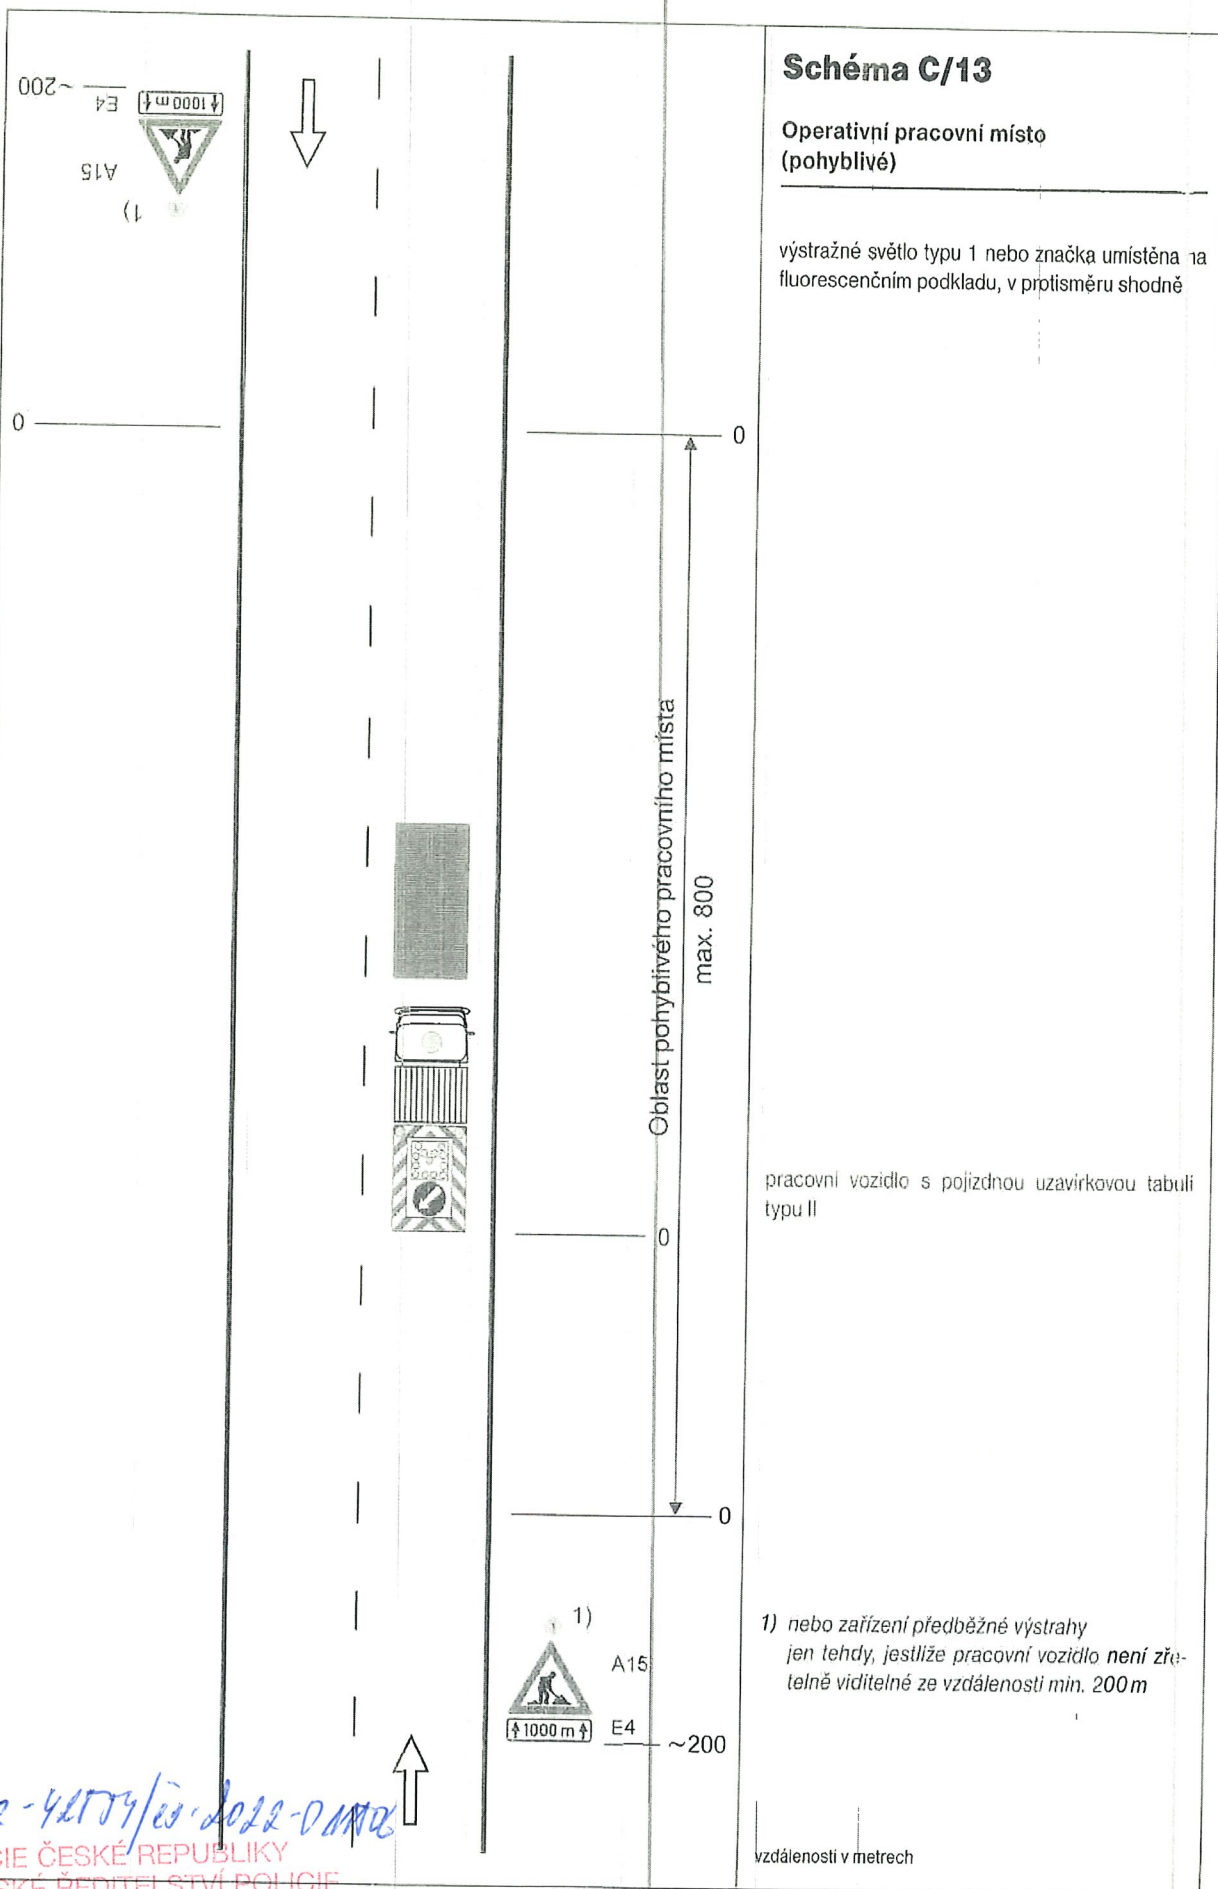 Schéma C/13
Operativní pracovní místo
(pohyblivé)
výstražné světlo typu 1 nebo značka umístěna na
fluorescenčním podkladu, v protisměru shodně
~200
E4
1000 m
A15
1)
0
0
Oblast pohyblivého pracovního místa
max. 800
pracovní vozidlo s pojízdnou uzavírkovou tabulí
typu II
0
0
1)
A15
1000 m
E4
~200
1) nebo zařízení předběžné výstrahy
jen tehdy, jestliže pracovní vozidlo není zře-
telně viditelné ze vzdálenosti min. 200 m
vzdálenosti v metrech
2022
ČESKÉ REPUBLIKY
ŘEDITELSTVÍ POLICIE